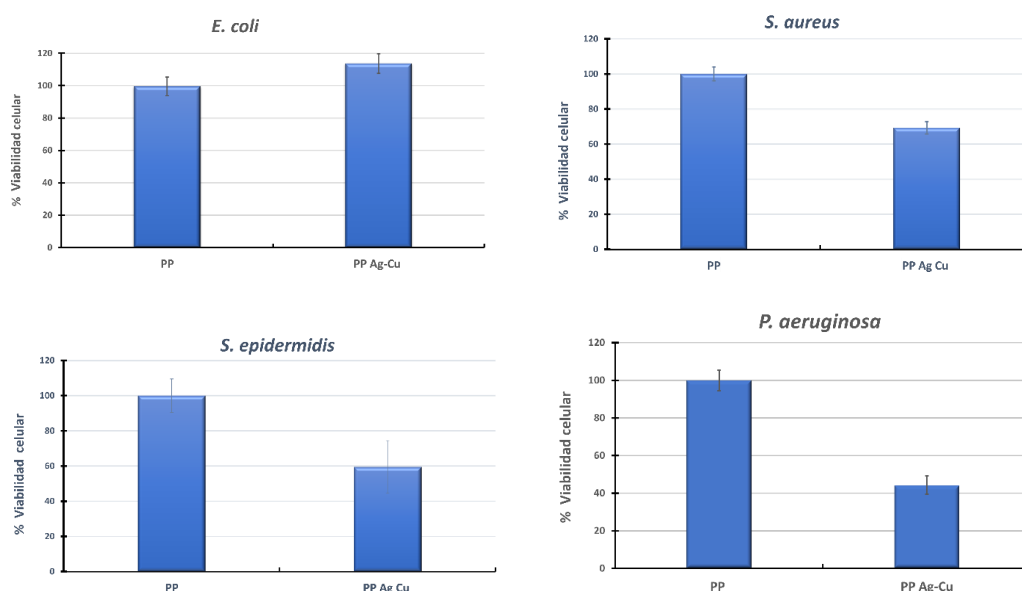 E. coli
120
100
80
60
40
20
0
% Viabilidad celular
PP
PP Ag-Cu
S. aureus
120
100
80
60
40
20
0
% Viabilidad celular
PP
PP Ag Cu
S. epidermidis
120
100
80
60
40
20
0
% Viabilidad celular
PP
PP Ag Cu
P. aeruginosa
120
100
80
60
40
20
0
% Viabilidad celular
PP
PP Ag-Cu